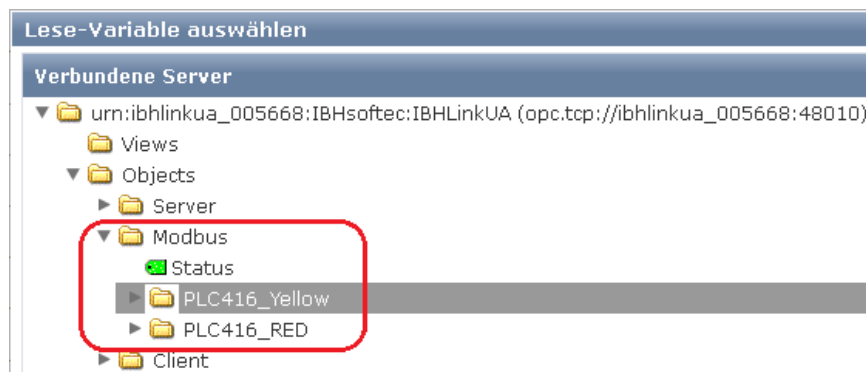 Lese-Variable auswählen
Verbundene Server
urn:ibhlinkua_005668:IBHsoftec:IBHLinkUA (opc.tcp://ibhlinkua_005668:48010)
Views
Objects
Server
Modbus
Status
PLC416_Yellow
PLC416_RED
Client